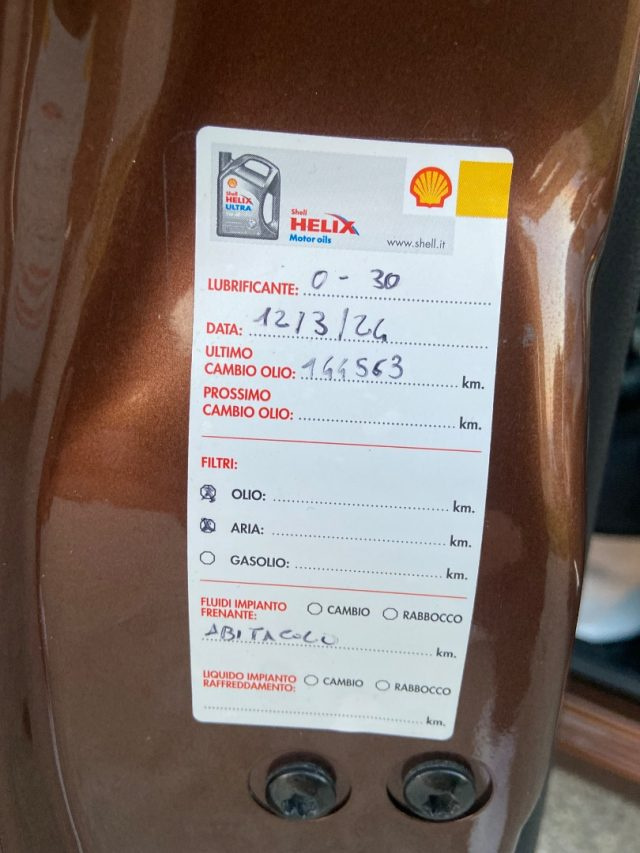 Shell
HELIX
ULTRA
Shell
HELIX
Motor oils
www.shell.it
LUBRIFICANTE: 0 - 30
DATA: 12/3/24
ULTIMO
CAMBIO OLIO: 144563 km.
PROSSIMO
CAMBIO OLIO: km.
FILTRI:
OLIO: km.
ARIA: km.
GASOLIO: km.
FLUIDI IMPIANTO
FRENANTE: CAMBIO RABBOCCO
ABITACOLO km.
LIQUIDO IMPIANTO
RAFFREDDAMENTO: CAMBIO RABBOCCO
km.